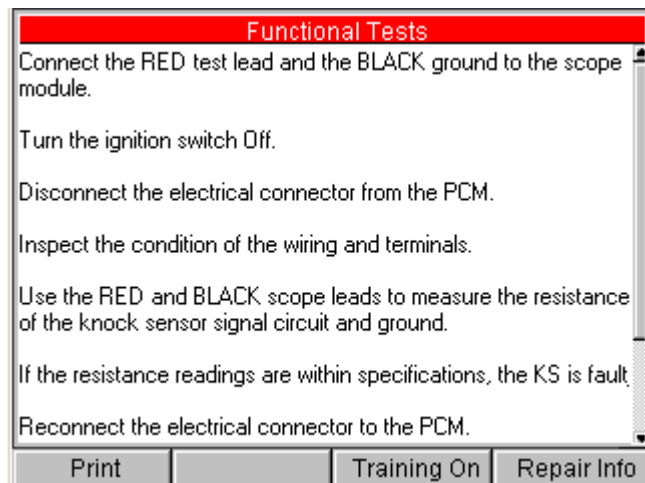 Functional Tests
Connect the RED test lead and the BLACK ground to the scope
module.
Turn the ignition switch Off.
Disconnect the electrical connector from the PCM.
Inspect the condition of the wiring and terminals.
Use the RED and BLACK scope leads to measure the resistance
of the knock sensor signal circuit and ground.
If the resistance readings are within specifications, the KS is fault
Reconnect the electrical connector to the PCM.
Print
Training On
Repair Info